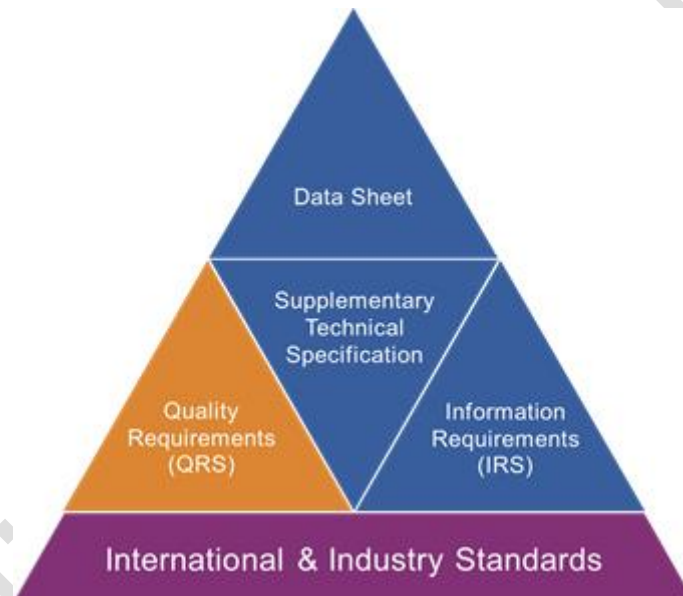 Data Sheet
Supplementary
Technical
Specification
Quality
Requirements
(QRS)
Information
Requirements
(IRS)
International & Industry Standards